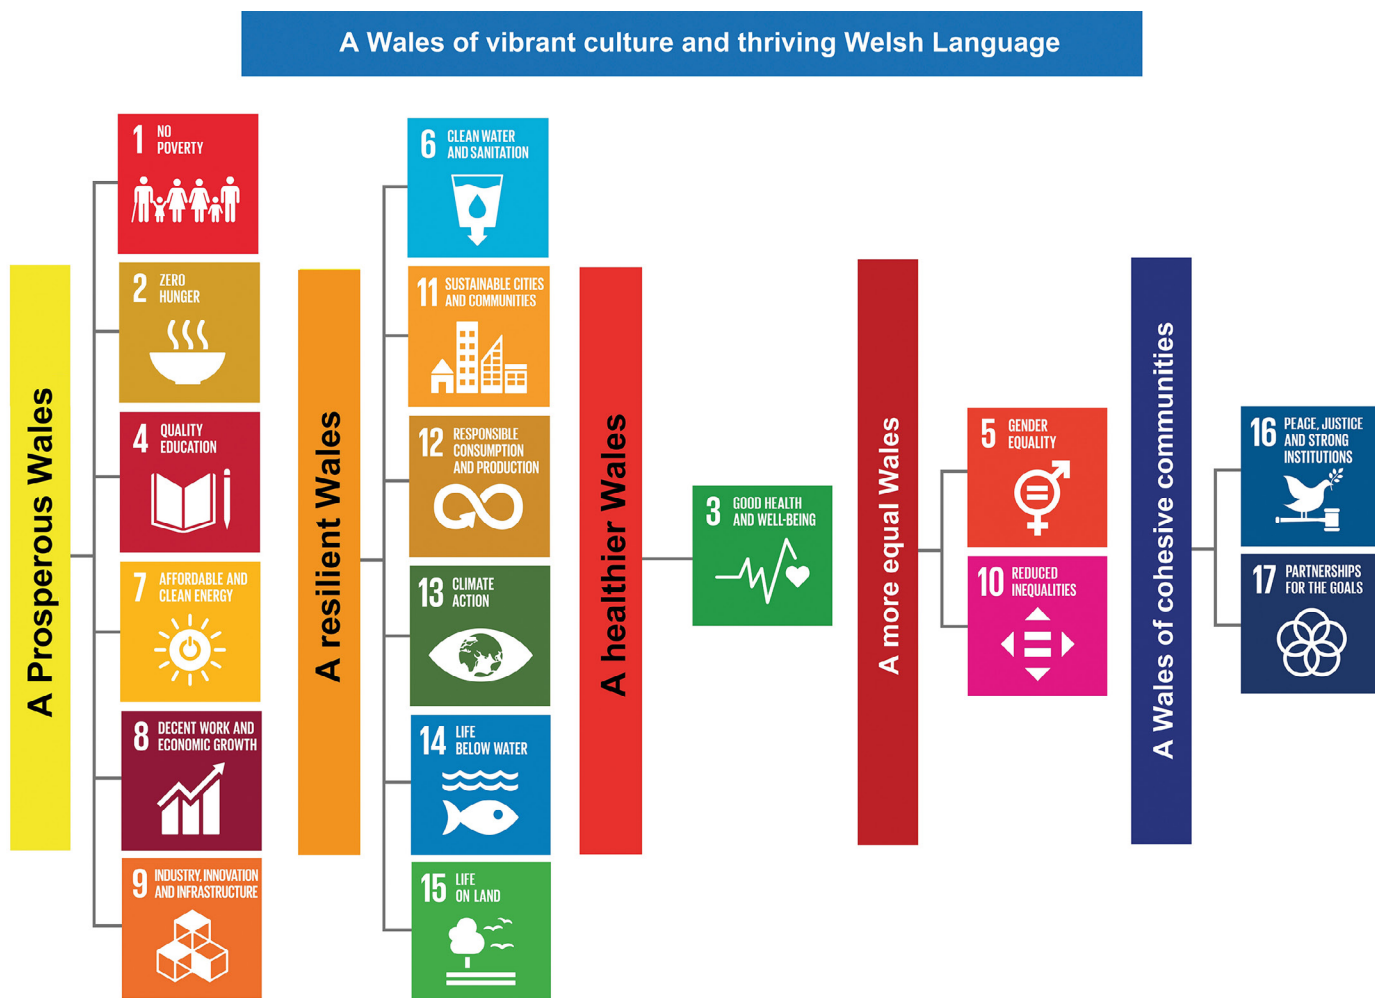 A Wales of vibrant culture and thriving Welsh Language
A Prosperous Wales
1 NO
POVERTY
2 ZERO
HUNGER
4 QUALITY
EDUCATION
7 AFFORDABLE AND
CLEAN ENERGY
8 DECENT WORK AND
ECONOMIC GROWTH
9 INDUSTRY, INNOVATION
AND INFRASTRUCTURE
A resilient Wales
6 CLEAN WATER
AND SANITATION
11 SUSTAINABLE CITIES
AND COMMUNITIES
12 RESPONSIBLE
CONSUMPTION
AND PRODUCTION
13 CLIMATE
ACTION
14 LIFE
BELOW WATER
15 LIFE
ON LAND
A healthier Wales
3 GOOD HEALTH
AND WELL-BEING
A more equal Wales
5 GENDER
EQUALITY
10 REDUCED
INEQUALITIES
A Wales of cohesive communities
16 PEACE, JUSTICE
AND STRONG
INSTITUTIONS
17 PARTNERSHIPS
FOR THE GOALS